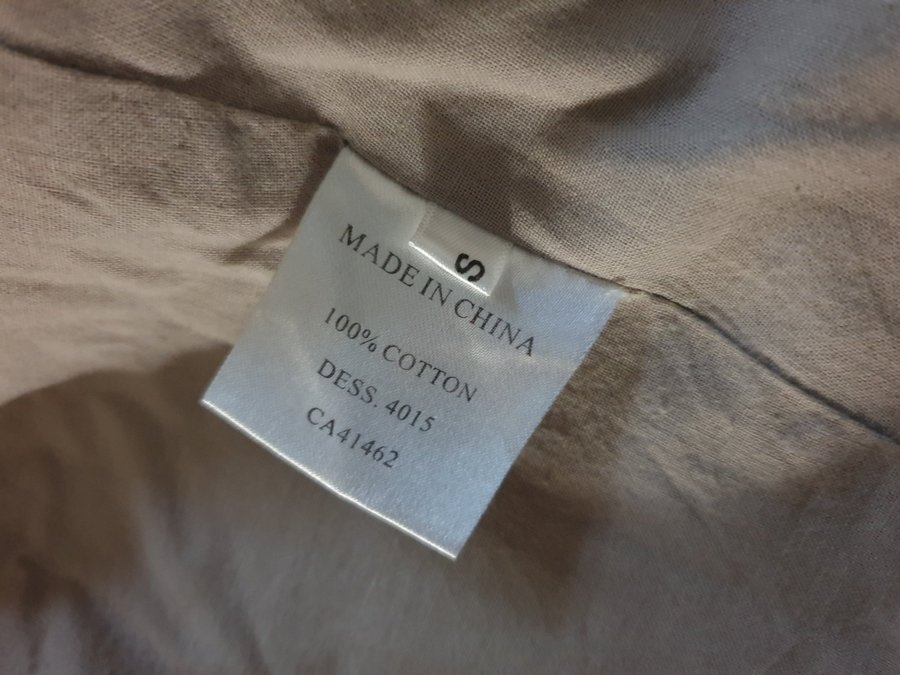 S
MADE IN CHINA
100% COTTON
DESS. 4015
CA41462